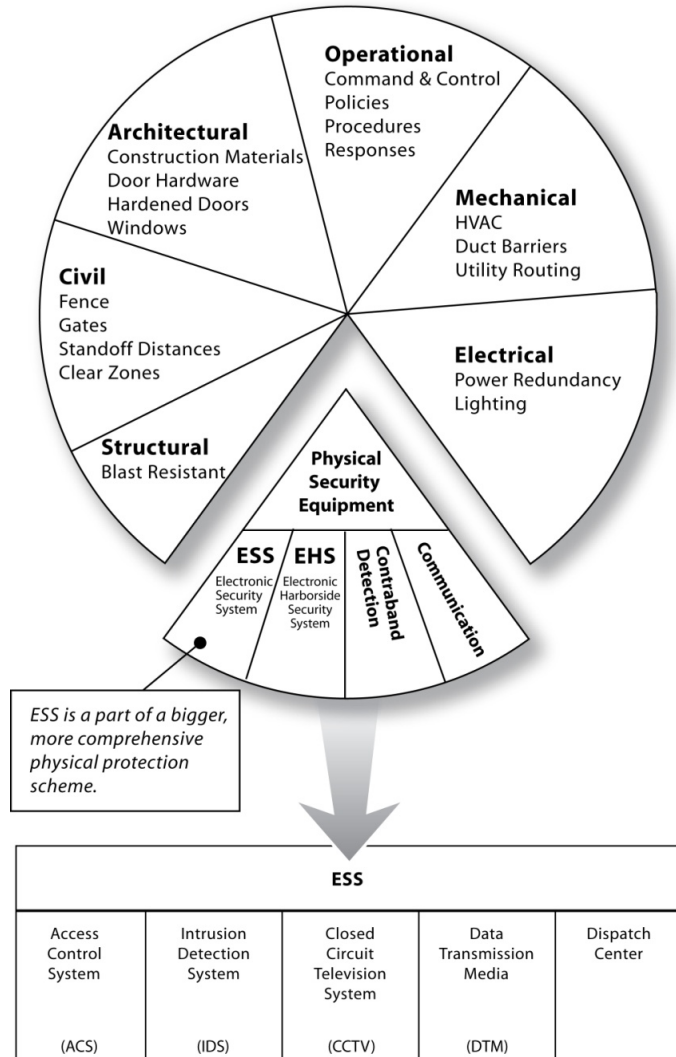 Operational
Command & Control
Policies
Procedures
Responses
Architectural
Construction Materials
Door Hardware
Hardened Doors
Windows
Mechanical
HVAC
Duct Barriers
Utility Routing
Civil
Fence
Gates
Standoff Distances
Clear Zones
Electrical
Power Redundancy
Lighting
Structural
Blast Resistant
Physical
Security
Equipment
ESS
Electronic
Security
System
EHS
Electronic
Harborside
Security
System
Contraband
Detection
Communication
ESS is a part of a bigger,
more comprehensive
physical protection
scheme.
ESS
Access
Control
System
(ACS)
Intrusion
Detection
System
(IDS)
Closed
Circuit
Television
System
(CCTV)
Data
Transmission
Media
(DTM)
Dispatch
Center